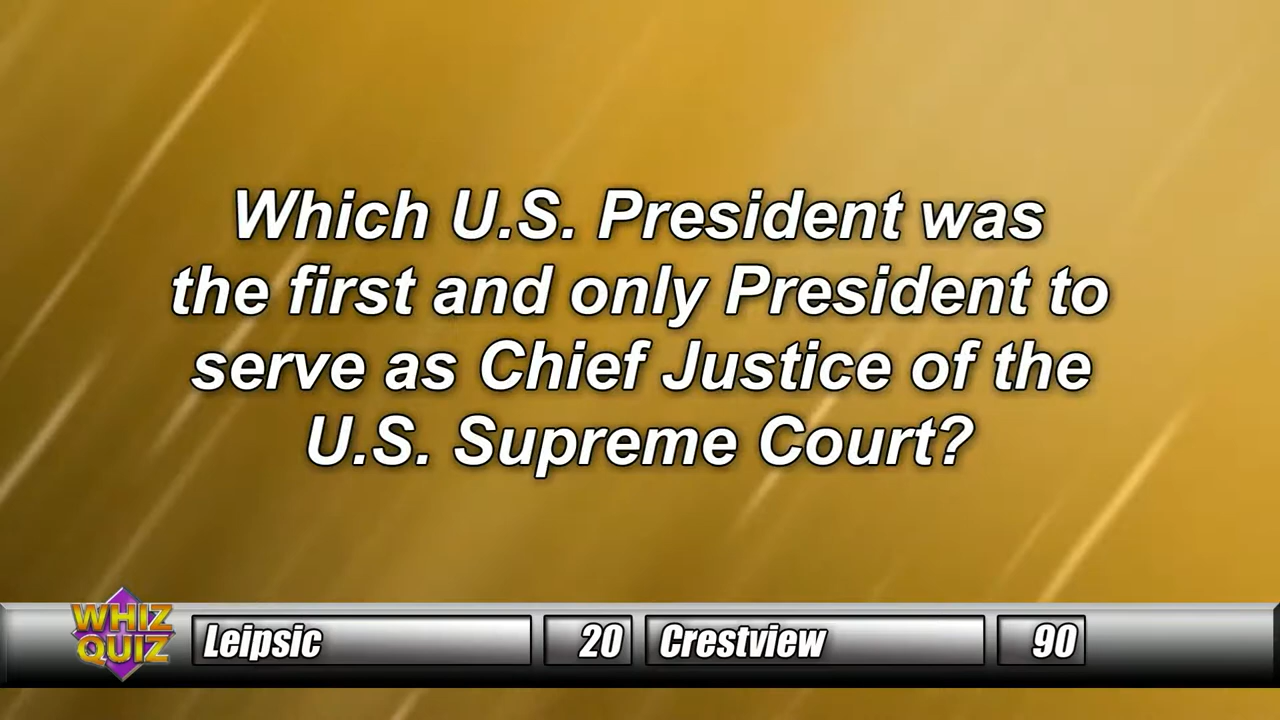 Which U.S. President was
the first and only President to
serve as Chief Justice of the
U.S. Supreme Court?
WHIZ
QUIZ
Leipsic 20 Crestview 90